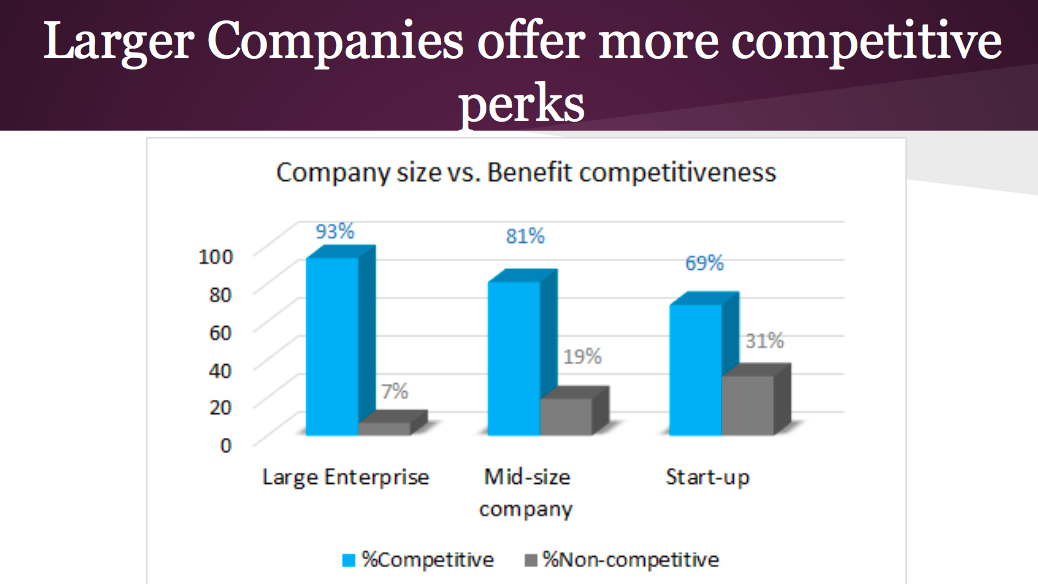 Larger Companies offer more competitive
perks
Company size vs. Benefit competitiveness
93%
81%
69%
100
80
60
40
20
0
7%
19%
31%
Large Enterprise
Mid-size
company
Start-up
%Competitive
%Non-competitive